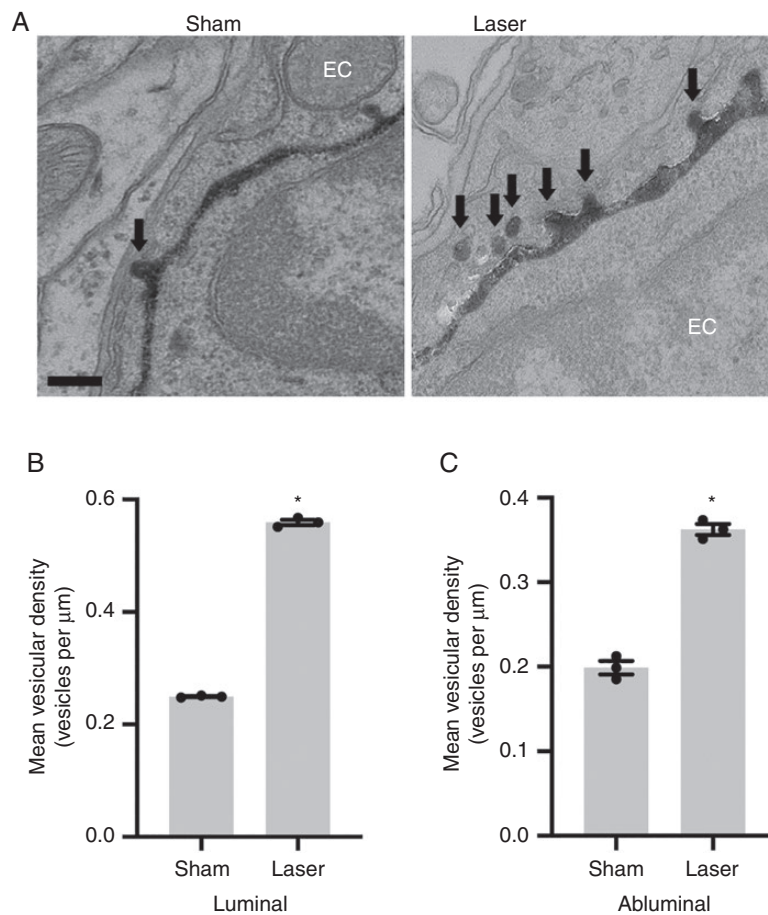 A
Sham
Laser
EC
EC
B
Mean vesicular density
(vesicles per μm)
0.6
0.4
0.2
0.0
*
Sham
Laser
Luminal
C
Mean vesicular density
(vesicles per μm)
0.4
0.3
0.2
0.1
0.0
*
Sham
Laser
Abluminal